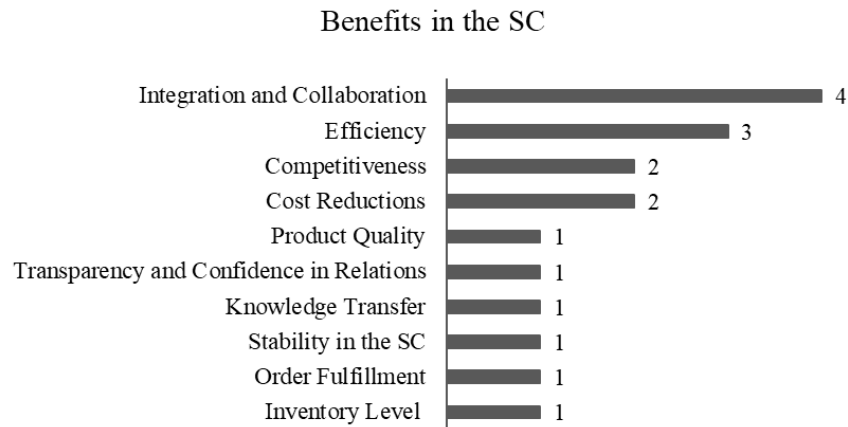 Benefits in the SC
Integration and Collaboration 4
Efficiency 3
Competitiveness 2
Cost Reductions 2
Product Quality 1
Transparency and Confidence in Relations 1
Knowledge Transfer 1
Stability in the SC 1
Order Fulfillment 1
Inventory Level 1